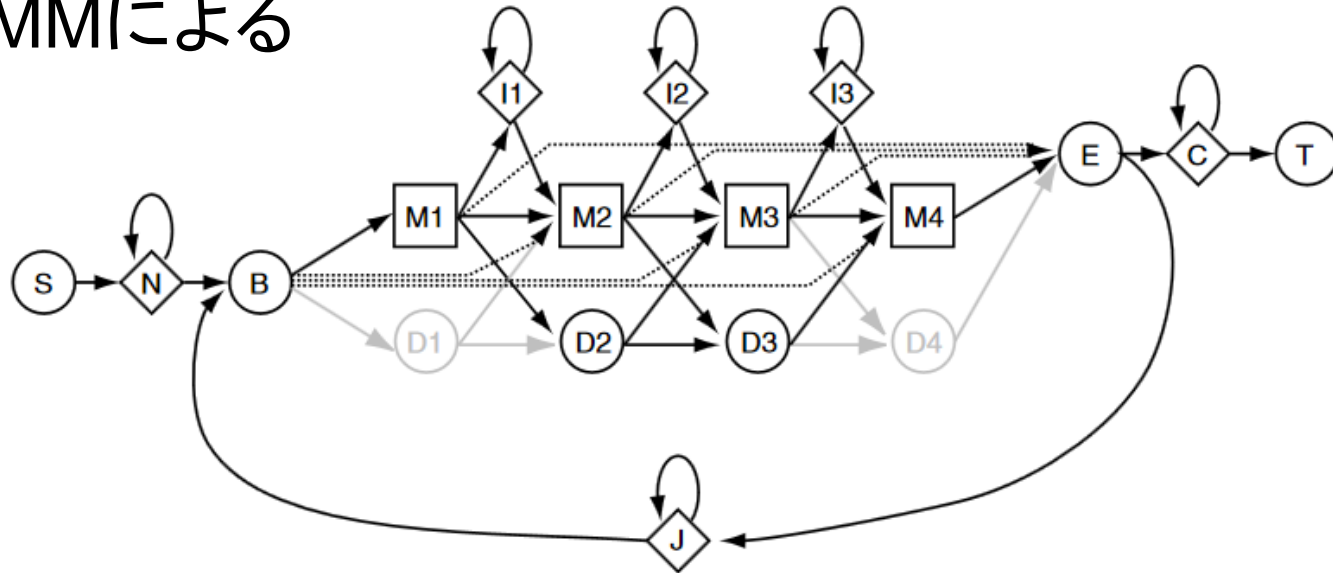 MMによる
I1 I2 I3
E C T
M1 M2 M3 M4
S N B
D1 D2 D3 D4
J